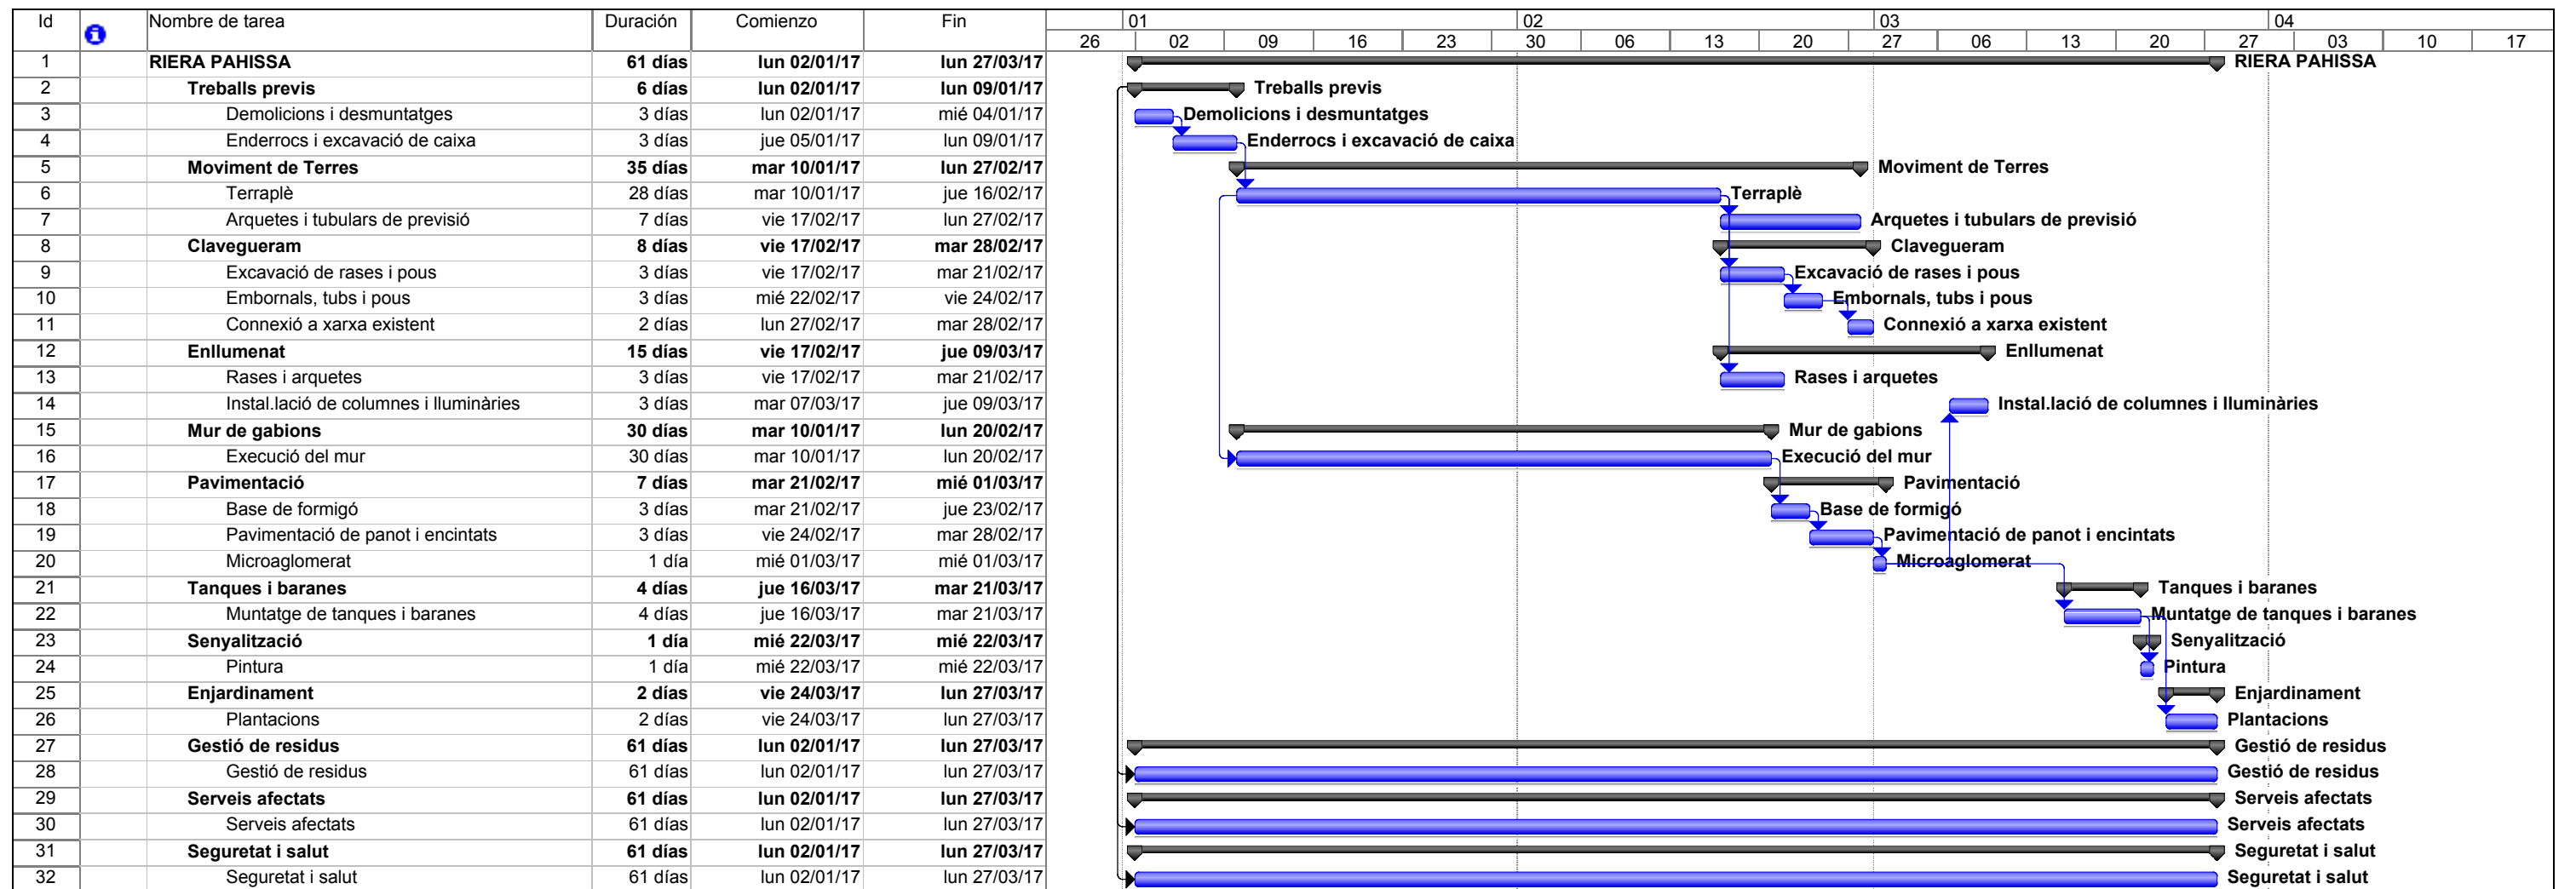 Id Nombre de tarea Duración Comienzo Fin 01 02 03 04
26 02 09 16 23 30 06 13 20 27 06 13 20 27 03 10 17
1 RIERA PAHISSA 61 días lun 02/01/17 lun 27/03/17 RIERA PAHISSA
2 Treballs previs 6 días lun 02/01/17 lun 09/01/17 Treballs previs
3 Demolicions i desmuntatges 3 días lun 02/01/17 mié 04/01/17 Demolicions i desmuntatges
4 Enderrocs i excavació de caixa 3 días jue 05/01/17 lun 09/01/17 Enderrocs i excavació de caixa
5 Moviment de Terres 35 días mar 10/01/17 lun 27/02/17 Moviment de Terres
6 Terraplè 28 días mar 10/01/17 jue 16/02/17 Terraplè
7 Arquetes i tubulars de previsió 7 días vie 17/02/17 lun 27/02/17 Arquetes i tubulars de previsió
8 Clavegueram 8 días vie 17/02/17 mar 28/02/17 Clavegueram
9 Excavació de rases i pous 3 días vie 17/02/17 mar 21/02/17 Excavació de rases i pous
10 Embornals, tubs i pous 3 días mié 22/02/17 vie 24/02/17 Embornals, tubs i pous
11 Connexió a xarxa existent 2 días lun 27/02/17 mar 28/02/17 Connexió a xarxa existent
12 Enllumenat 15 días vie 17/02/17 jue 09/03/17 Enllumenat
13 Rases i arquetes 3 días vie 17/02/17 mar 21/02/17 Rases i arquetes
14 Instal.lació de columnes i lluminàries 3 días mar 07/03/17 jue 09/03/17 Instal.lació de columnes i lluminàries
15 Mur de gabions 30 días mar 10/01/17 lun 20/02/17 Mur de gabions
16 Execució del mur 30 días mar 10/01/17 lun 20/02/17 Execució del mur
17 Pavimentació 7 días mar 21/02/17 mié 01/03/17 Pavimentació
18 Base de formigó 3 días mar 21/02/17 jue 23/02/17 Base de formigó
19 Pavimentació de panot i encintats 3 días vie 24/02/17 mar 28/02/17 Pavimentació de panot i encintats
20 Microaglomerat 1 día mié 01/03/17 mié 01/03/17 Microaglomerat
21 Tanques i baranes 4 días jue 16/03/17 mar 21/03/17 Tanques i baranes
22 Muntatge de tanques i baranes 4 días jue 16/03/17 mar 21/03/17 Muntatge de tanques i baranes
23 Senyalització 1 día mié 22/03/17 mié 22/03/17 Senyalització
24 Pintura 1 día mié 22/03/17 mié 22/03/17 Pintura
25 Enjardinament 2 días vie 24/03/17 lun 27/03/17 Enjardinament
26 Plantacions 2 días vie 24/03/17 lun 27/03/17 Plantacions
27 Gestió de residus 61 días lun 02/01/17 lun 27/03/17 Gestió de residus
28 Gestió de residus 61 días lun 02/01/17 lun 27/03/17 Gestió de residus
29 Serveis afectats 61 días lun 02/01/17 lun 27/03/17 Serveis afectats
30 Serveis afectats 61 días lun 02/01/17 lun 27/03/17 Serveis afectats
31 Seguretat i salut 61 días lun 02/01/17 lun 27/03/17 Seguretat i salut
32 Seguretat i salut 61 días lun 02/01/17 lun 27/03/17 Seguretat i salut